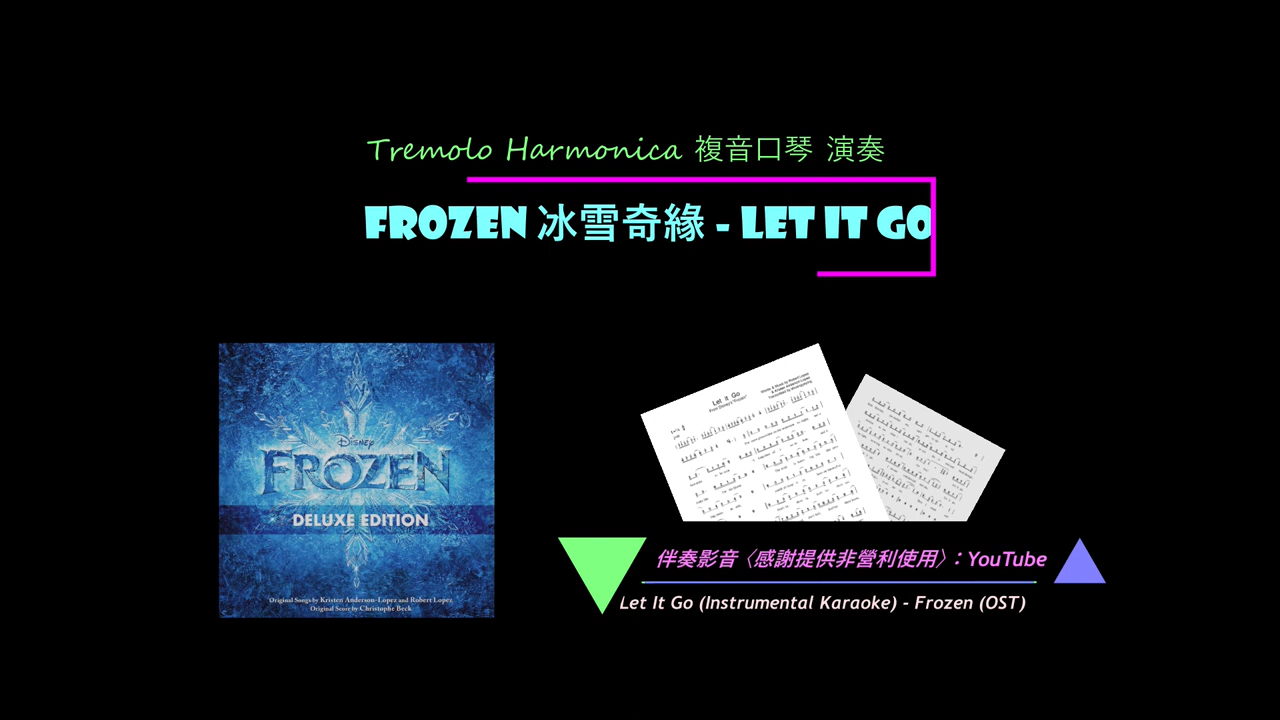 Tremolo Harmonica 複音口琴 演奏
FROZEN 冰雪奇緣 - LET IT GO
DISNEY
FROZEN
DELUXE EDITION
Original Songs by Kristen Anderson-Lopez and Robert Lopez
Original Score by Christophe Beck
Let it Go
From Disney's "Frozen"
伴奏影音〈感謝提供非營利使用〉：YouTube
Let It Go (Instrumental Karaoke) - Frozen (OST)